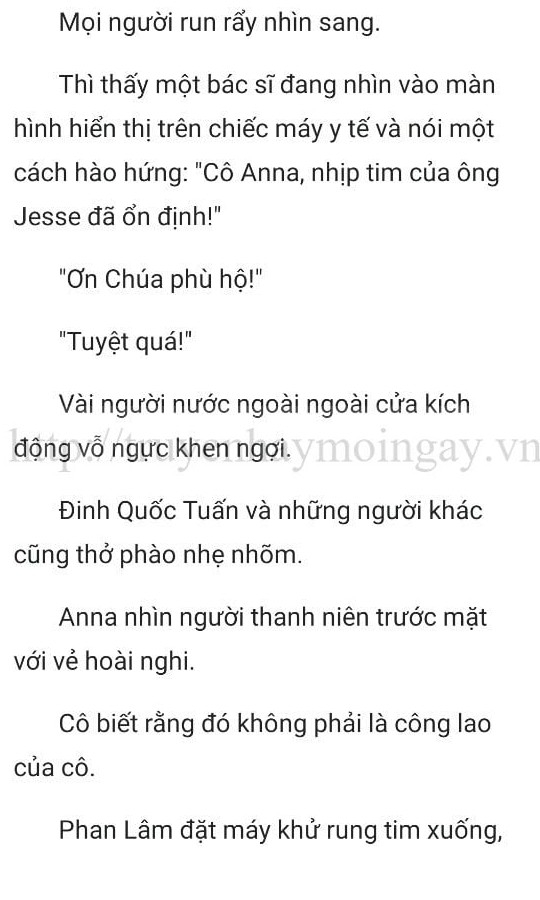 Mọi người run rẩy nhìn sang.
Thì thấy một bác sĩ đang nhìn vào màn
hình hiển thị trên chiếc máy y tế và nói một
cách hào hứng: "Cô Anna, nhịp tim của ông
Jesse đã ổn định!"
"Ơn Chúa phù hộ!"
"Tuyệt quá!"
Vài người nước ngoài ngoài cửa kích
động vỗ ngực khen ngợi.
http://truyenhaymoingay.vn
Đinh Quốc Tuấn và những người khác
cũng thở phào nhẹ nhõm.
Anna nhìn người thanh niên trước mặt
với vẻ hoài nghi.
Cô biết rằng đó không phải là công lao
của cô.
Phan Lâm đặt máy khử rung tim xuống,